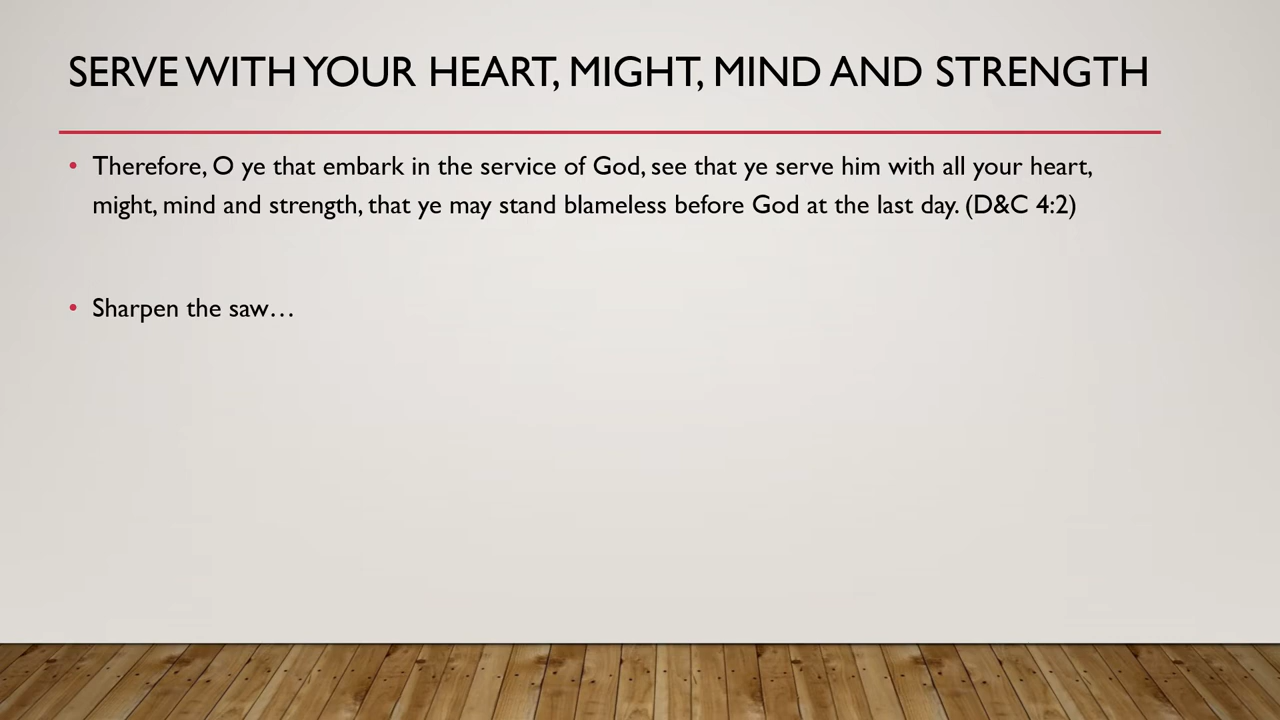 SERVE WITH YOUR HEART, MIGHT, MIND AND STRENGTH
• Therefore, O ye that embark in the service of God, see that ye serve him with all your heart,
might, mind and strength, that ye may stand blameless before God at the last day. (D&C 4:2)
• Sharpen the saw…